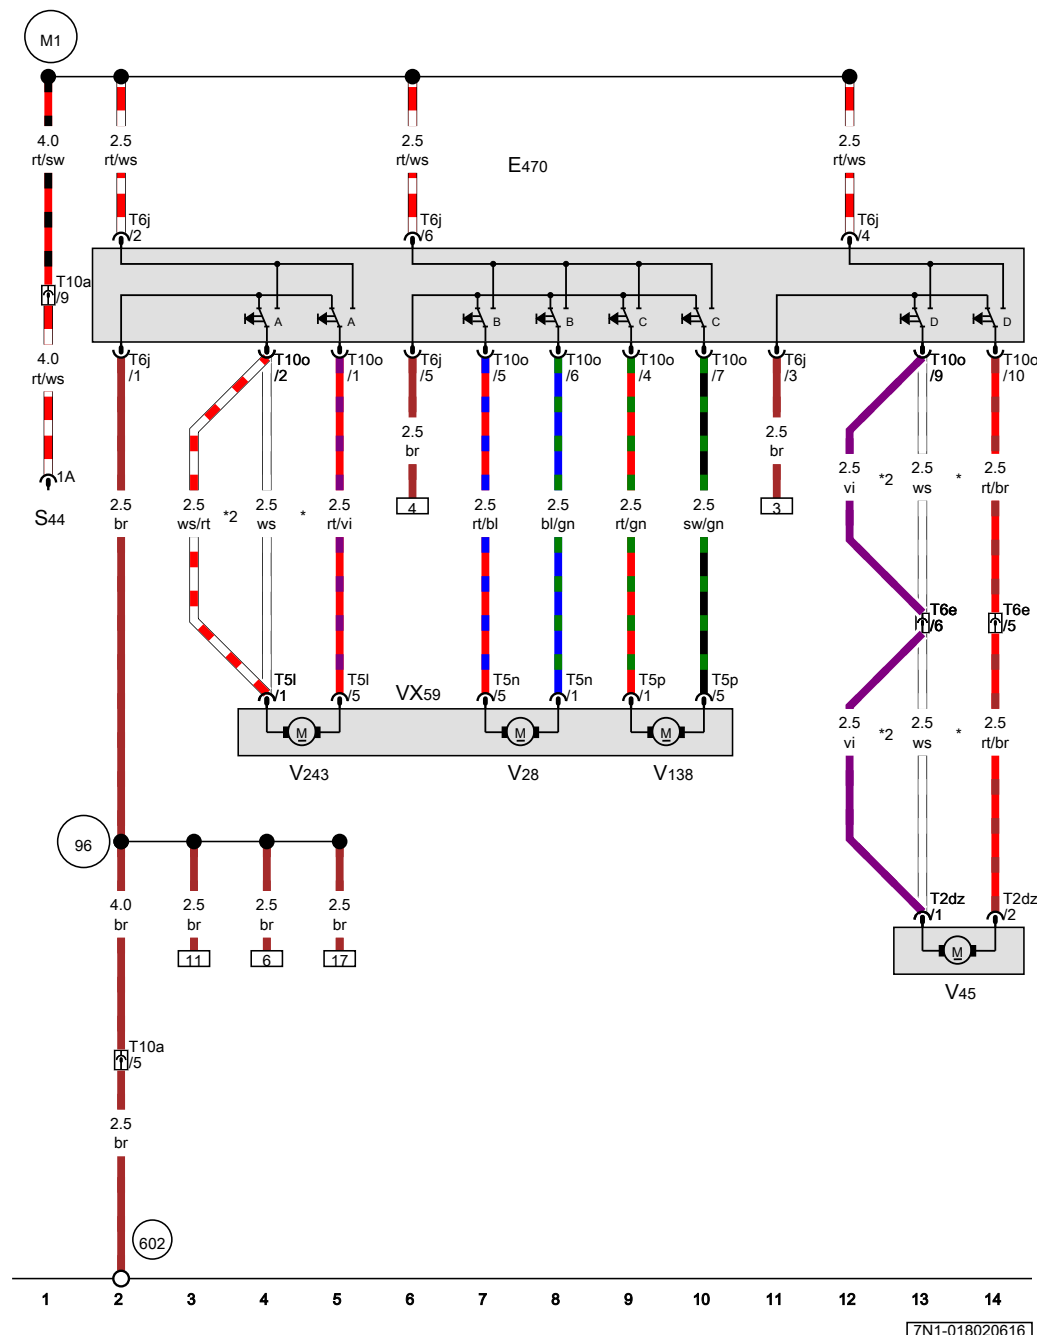 M1
4.0 2.5 2.5 2.5
rt/sw rt/ws rt/ws rt/ws
E470
T6j T6j T6j
/2 /6 /4
T10a
/9
A A B B C C D D
T6j T10o T10o T6j T10o T10o T10o T10o T6j T10o T10o
/1 /2 /1 /5 /5 /6 /4 /7 /3 /9 /10
4.0
rt/ws
2.5 2.5
br br
1A
2.5 *2 2.5 * 2.5
vi ws rt/br
4 3
S44
2.5 2.5 *2 2.5 * 2.5 2.5 2.5 2.5 2.5
br ws/rt ws rt/vi rt/bl bl/gn rt/gn sw/gn
T6e T6e
/6 /5
T5l T5l VX59 T5n T5n T5p T5p
/1 /5 /5 /1 /1 /5
M M M
2.5 *2 2.5 * 2.5
vi ws rt/br
V243 V28 V138
96
4.0 2.5 2.5 2.5
br br br br
T2dz T2dz
/1 /2
11 6 17
M
V45
T10a
/5
2.5
br
602
1 2 3 4 5 6 7 8 9 10 11 12 13 14
7N1-018020616